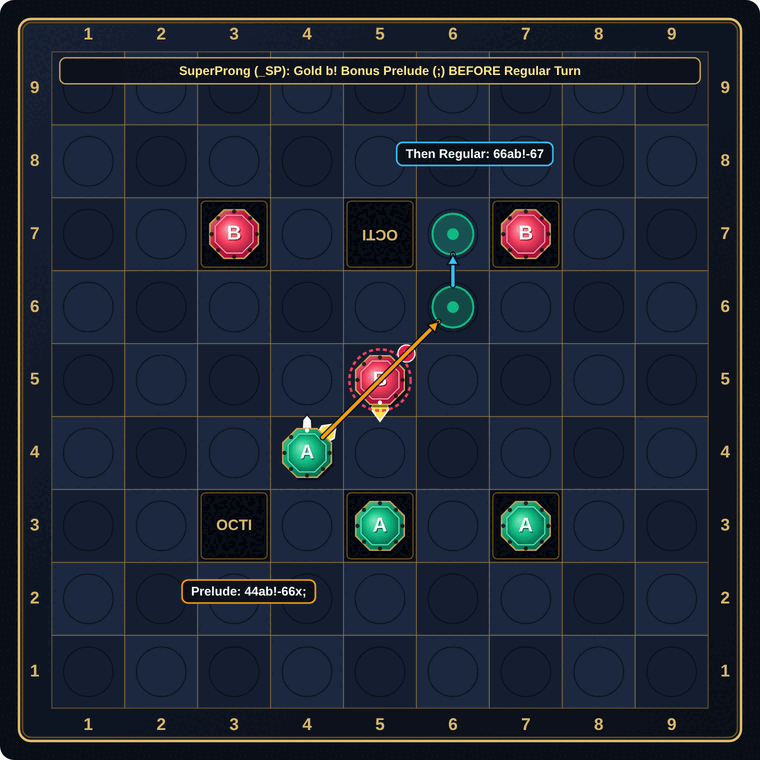 1 2 3 4 5 6 7 8 9
SuperProng (_SP): Gold b! Bonus Prelude (;) BEFORE Regular Turn
9 9
8 Then Regular: 66ab!-67 8
7 B OCTI B 7
6 6
5 B 5
4 A 4
3 OCTI A A 3
2 Prelude: 44ab!-66x; 2
1 1
1 2 3 4 5 6 7 8 9